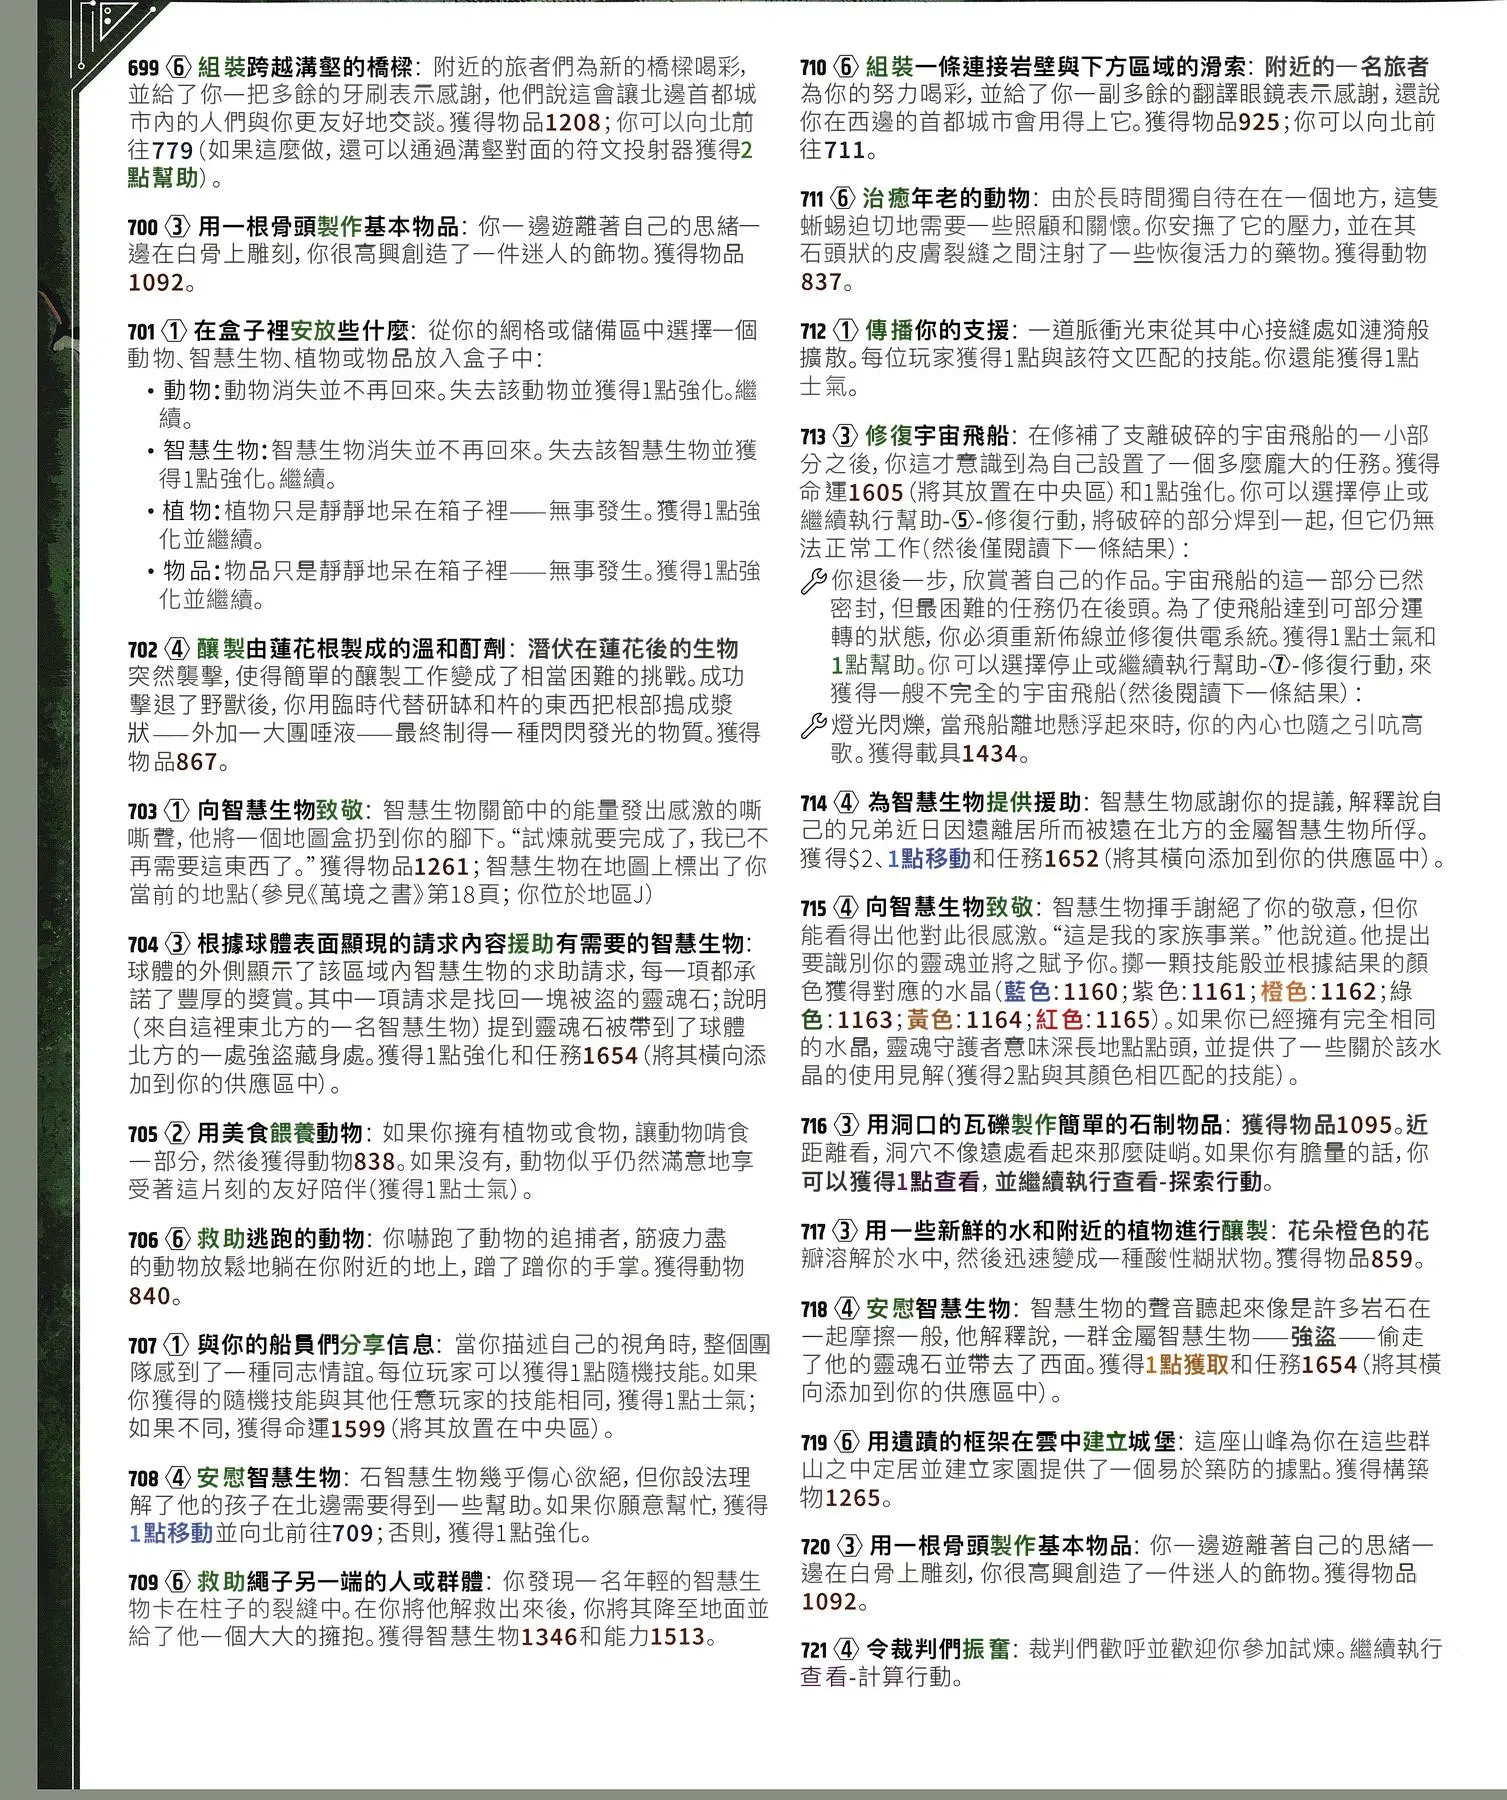 699 ⑥ 組裝跨越溝壑的橋樑：附近的旅者們為新的橋樑喝彩，
並給了你一把多餘的牙刷表示感謝，他們說這會讓北邊首都城
市內的人們與你更友好地交談。獲得物品1208；你可以向北前
往779（如果這麼做，還可以通過溝壑對面的符文投射器獲得2
點幫助）。
700 ③ 用一根骨頭製作基本物品：你一邊遊離著自己的思緒一
邊在白骨上雕刻，你很高興創造了一件迷人的飾物。獲得物品
1092。
701 ① 在盒子裡安放些什麼：從你的網格或儲備區中選擇一個
動物、智慧生物、植物或物品放入盒子中：
• 動物：動物消失並不再回來。失去該動物並獲得1點強化。繼
續。
• 智慧生物：智慧生物消失並不再回來。失去該智慧生物並獲
得1點強化。繼續。
• 植物：植物只是靜靜地呆在箱子裡——無事發生。獲得1點強
化並繼續。
• 物品：物品只是靜靜地呆在箱子裡——無事發生。獲得1點強
化並繼續。
702 ④ 釀製由蓮花根製成的溫和酊劑：潛伏在蓮花後的生物
突然襲擊，使得簡單的釀製工作變成了相當困難的挑戰。成功
擊退了野獸後，你用臨時代替研缽和杵的東西把根部搗成漿
狀——外加一大團唾液——最終制得一種閃閃發光的物質。獲得
物品867。
703 ① 向智慧生物致敬：智慧生物關節中的能量發出感激的嘶
嘶聲，他將一個地圖盒扔到你的腳下。“試煉就要完成了，我已不
再需要這東西了。”獲得物品1261；智慧生物在地圖上標出了你
當前的地點（參見《萬境之書》第18頁；你位於地區J）
704 ③ 根據球體表面顯現的請求內容援助有需要的智慧生物：
球體的外側顯示了該區域內智慧生物的求助請求，每一項都承
諾了豐厚的獎賞。其中一項請求是找回一塊被盜的靈魂石；說明
（來自這裡東北方的一名智慧生物）提到靈魂石被帶到了球體
北方的一處強盜藏身處。獲得1點強化和任務1654（將其橫向添
加到你的供應區中）。
705 ② 用美食餵養動物：如果你擁有植物或食物，讓動物啃食
一部分，然後獲得動物838。如果沒有，動物似乎仍然滿意地享
受著這片刻的友好陪伴（獲得1點士氣）。
706 ⑥ 救助逃跑的動物：你嚇跑了動物的追捕者，筋疲力盡
的動物放鬆地躺在你附近的地上，蹭了蹭你的手掌。獲得動物
840。
707 ① 與你的船員們分享信息：當你描述自己的視角時，整個團
隊感到了一種同志情誼。每位玩家可以獲得1點隨機技能。如果
你獲得的隨機技能與其他任意玩家的技能相同，獲得1點士氣；
如果不同，獲得命運1599（將其放置在中央區）。
708 ④ 安慰智慧生物：石智慧生物幾乎傷心欲絕，但你設法理
解了他的孩子在北邊需要得到一些幫助。如果你願意幫忙，獲得
1點移動並向北前往709；否則，獲得1點強化。
709 ⑥ 救助繩子另一端的人或群體：你發現一名年輕的智慧生
物卡在柱子的裂縫中。在你將他解救出來後，你將其降至地面並
給了他一個大大的擁抱。獲得智慧生物1346和能力1513。
710 ⑥ 組裝一條連接岩壁與下方區域的滑索：附近的一名旅者
為你的努力喝彩，並給了你一副多餘的翻譯眼鏡表示感謝，還說
你在西邊的首都城市會用得上它。獲得物品925；你可以向北前
往711。
711 ⑥ 治癒年老的動物：由於長時間獨自待在在一個地方，這隻
蜥蜴迫切地需要一些照顧和關懷。你安撫了它的壓力，並在其
石頭狀的皮膚裂縫之間注射了一些恢復活力的藥物。獲得動物
837。
712 ① 傳播你的支援：一道脈衝光束從其中心接縫處如漣漪般
擴散。每位玩家獲得1點與該符文匹配的技能。你還能獲得1點
士氣。
713 ③ 修復宇宙飛船：在修補了支離破碎的宇宙飛船的一小部
分之後，你這才意識到為自己設置了一個多麼龐大的任務。獲得
命運1605（將其放置在中央區）和1點強化。你可以選擇停止或
繼續執行幫助-⑤-修復行動，將破碎的部分焊到一起，但它仍無
法正常工作（然後僅閱讀下一條結果）：
你退後一步，欣賞著自己的作品。宇宙飛船的這一部分已然
密封，但最困難的任務仍在後頭。為了使飛船達到可部分運
轉的狀態，你必須重新佈線並修復供電系統。獲得1點士氣和
1點幫助。你可以選擇停止或繼續執行幫助-⑦-修復行動，來
獲得一艘不完全的宇宙飛船（然後閱讀下一條結果）：
燈光閃爍，當飛船離地懸浮起來時，你的內心也隨之引吭高
歌。獲得載具1434。
714 ④ 為智慧生物提供援助：智慧生物感謝你的提議，解釋說自
己的兄弟近日因遠離居所而被遠在北方的金屬智慧生物所俘。
獲得$2、1點移動和任務1652（將其橫向添加到你的供應區中）。
715 ④ 向智慧生物致敬：智慧生物揮手謝絕了你的敬意，但你
能看得出他對此很感激。“這是我的家族事業。”他說道。他提出
要識別你的靈魂並將之賦予你。擲一顆技能骰並根據結果的顏
色獲得對應的水晶（藍色：1160；紫色：1161；橙色：1162；綠
色：1163；黃色：1164；紅色：1165）。如果你已經擁有完全相同
的水晶，靈魂守護者意味深長地點點頭，並提供了一些關於該水
晶的使用見解（獲得2點與其顏色相匹配的技能）。
716 ③ 用洞口的瓦礫製作簡單的石制物品：獲得物品1095。近
距離看，洞穴不像遠處看起來那麼陡峭。如果你有膽量的話，你
可以獲得1點查看，並繼續執行查看-探索行動。
717 ③ 用一些新鮮的水和附近的植物進行釀製：花朵橙色的花
瓣溶解於水中，然後迅速變成一種酸性糊狀物。獲得物品859。
718 ④ 安慰智慧生物：智慧生物的聲音聽起來像是許多岩石在
一起摩擦一般，他解釋說，一群金屬智慧生物——強盜——偷走
了他的靈魂石並帶去了西面。獲得1點獲取和任務1654（將其橫
向添加到你的供應區中）。
719 ⑥ 用遺蹟的框架在雲中建立城堡：這座山峰為你在這些群
山之中定居並建立家園提供了一個易於築防的據點。獲得構築
物1265。
720 ③ 用一根骨頭製作基本物品：你一邊遊離著自己的思緒一
邊在白骨上雕刻，你很高興創造了一件迷人的飾物。獲得物品
1092。
721 ④ 令裁判們振奮：裁判們歡呼並歡迎你參加試煉。繼續執行
查看-計算行動。